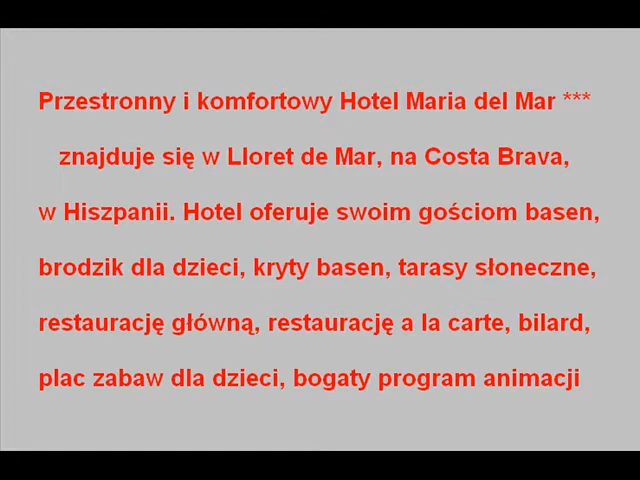 Przestronny i komfortowy Hotel Maria del Mar ***
znajduje się w Lloret de Mar, na Costa Brava,
w Hiszpanii. Hotel oferuje swoim gościom basen,
brodzik dla dzieci, kryty basen, tarasy słoneczne,
restaurację główną, restaurację a la carte, bilard,
plac zabaw dla dzieci, bogaty program animacji